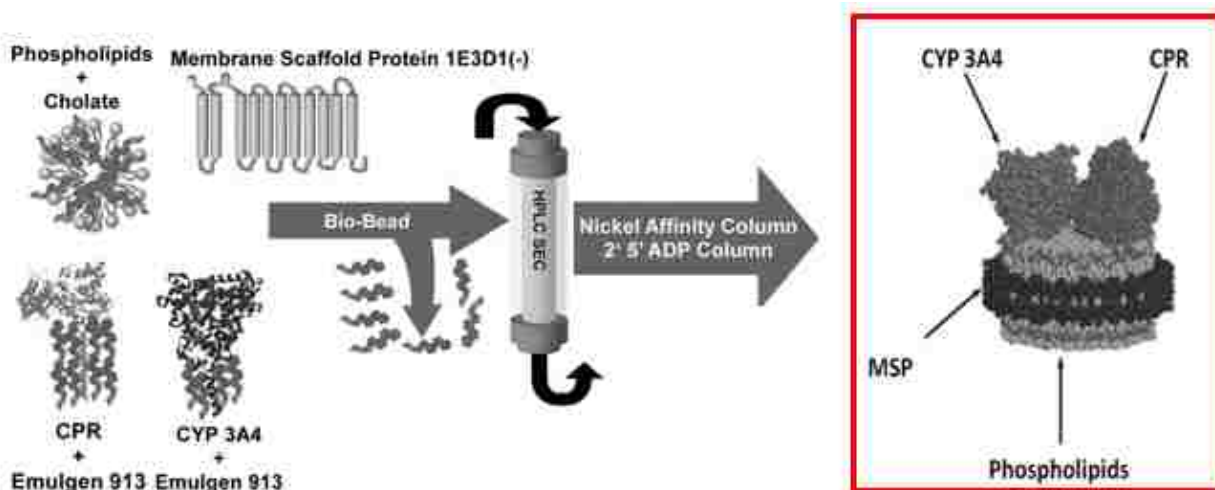 Phospholipids
+
Cholate
Membrane Scaffold Protein 1E3D1(-)
CPR
+
Emulgen 913
CYP 3A4
+
Emulgen 913
Bio-Bead
HPLC SEC
Nickel Affinity Column
2' 5' ADP Column
CYP 3A4
CPR
MSP
Phospholipids